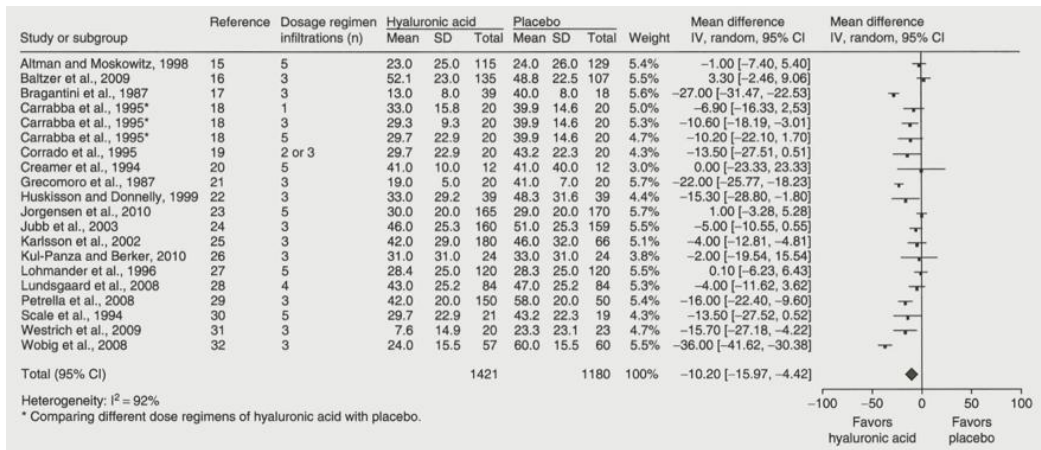 Reference Dosage regimen Hyaluronic acid Placebo Mean difference Mean difference
Study or subgroup infiltrations (n) Mean SD Total Mean SD Total Weight IV, random, 95% CI IV, random, 95% CI
Altman and Moskowitz, 1998 15 5 23.0 25.0 115 24.0 26.0 129 5.4% −1.00 [−7.40, 5.40]
Baltzer et al., 2009 16 3 52.1 23.0 135 48.8 22.5 107 5.6% 3.30 [−2.46, 9.06]
Bragantini et al., 1987 17 3 13.0 8.0 39 40.0 8.0 18 5.6% −27.00 [−31.47, −22.53]
Carrabba et al., 1995* 18 1 33.0 15.8 20 39.9 14.6 20 5.0% −6.90 [−16.33, 2.53]
Carrabba et al., 1995* 18 3 29.3 9.3 20 39.9 14.6 20 5.3% −10.60 [−18.19, −3.01]
Carrabba et al., 1995* 18 5 29.7 22.9 20 39.9 14.6 20 4.7% −10.20 [−22.10, 1.70]
Corrado et al., 1995 19 2 or 3 29.7 22.9 20 43.2 22.3 20 4.4% −13.50 [−27.51, 0.51]
Creamer et al., 1994 20 5 41.0 10.0 12 41.0 40.0 12 3.0% 0.00 [−23.33, 23.33]
Grecomoro et al., 1987 21 3 19.0 5.0 20 41.0 7.0 20 5.7% −22.00 [−25.77, −18.23]
Huskisson and Donnelly, 1999 22 3 33.0 29.2 39 48.3 31.6 39 4.4% −15.30 [−28.80, −1.80]
Jorgensen et al., 2010 23 5 30.0 20.0 165 29.0 20.0 170 5.7% 1.00 [−3.28, 5.28]
Jubb et al., 2003 24 3 46.0 25.3 160 51.0 25.3 159 5.6% −5.00 [−10.55, 0.55]
Karlsson et al., 2002 25 3 42.0 29.0 180 46.0 32.0 66 5.1% −4.00 [−12.81, −4.81]
Kul-Panza and Berker, 2010 26 3 31.0 31.0 24 33.0 31.0 24 3.8% −2.00 [−19.54, 15.54]
Lohmander et al., 1996 27 5 28.4 25.0 120 28.3 25.0 120 5.5% 0.10 [−6.23, 6.43]
Lundsgaard et al., 2008 28 4 43.0 25.2 84 47.0 25.2 84 5.3% −4.00 [−11.62, 3.62]
Petrella et al., 2008 29 3 42.0 20.0 150 58.0 20.0 50 5.4% −16.00 [−22.40, −9.60]
Scale et al., 1994 30 5 29.7 22.9 21 43.2 22.3 19 4.4% −13.50 [−27.52, 0.52]
Westrich et al., 2009 31 3 7.6 14.9 20 23.3 23.1 23 4.7% −15.70 [−27.18, −4.22]
Wobig et al., 2008 32 3 24.0 15.5 57 60.0 15.5 60 5.5% −36.00 [−41.62, −30.38]
Total (95% CI) 1421 1180 100% −10.20 [−15.97, −4.42]
Heterogeneity: I² = 92%
* Comparing different dose regimens of hyaluronic acid with placebo.
−100 −50 0 50 100
Favors Favors
hyaluronic acid placebo